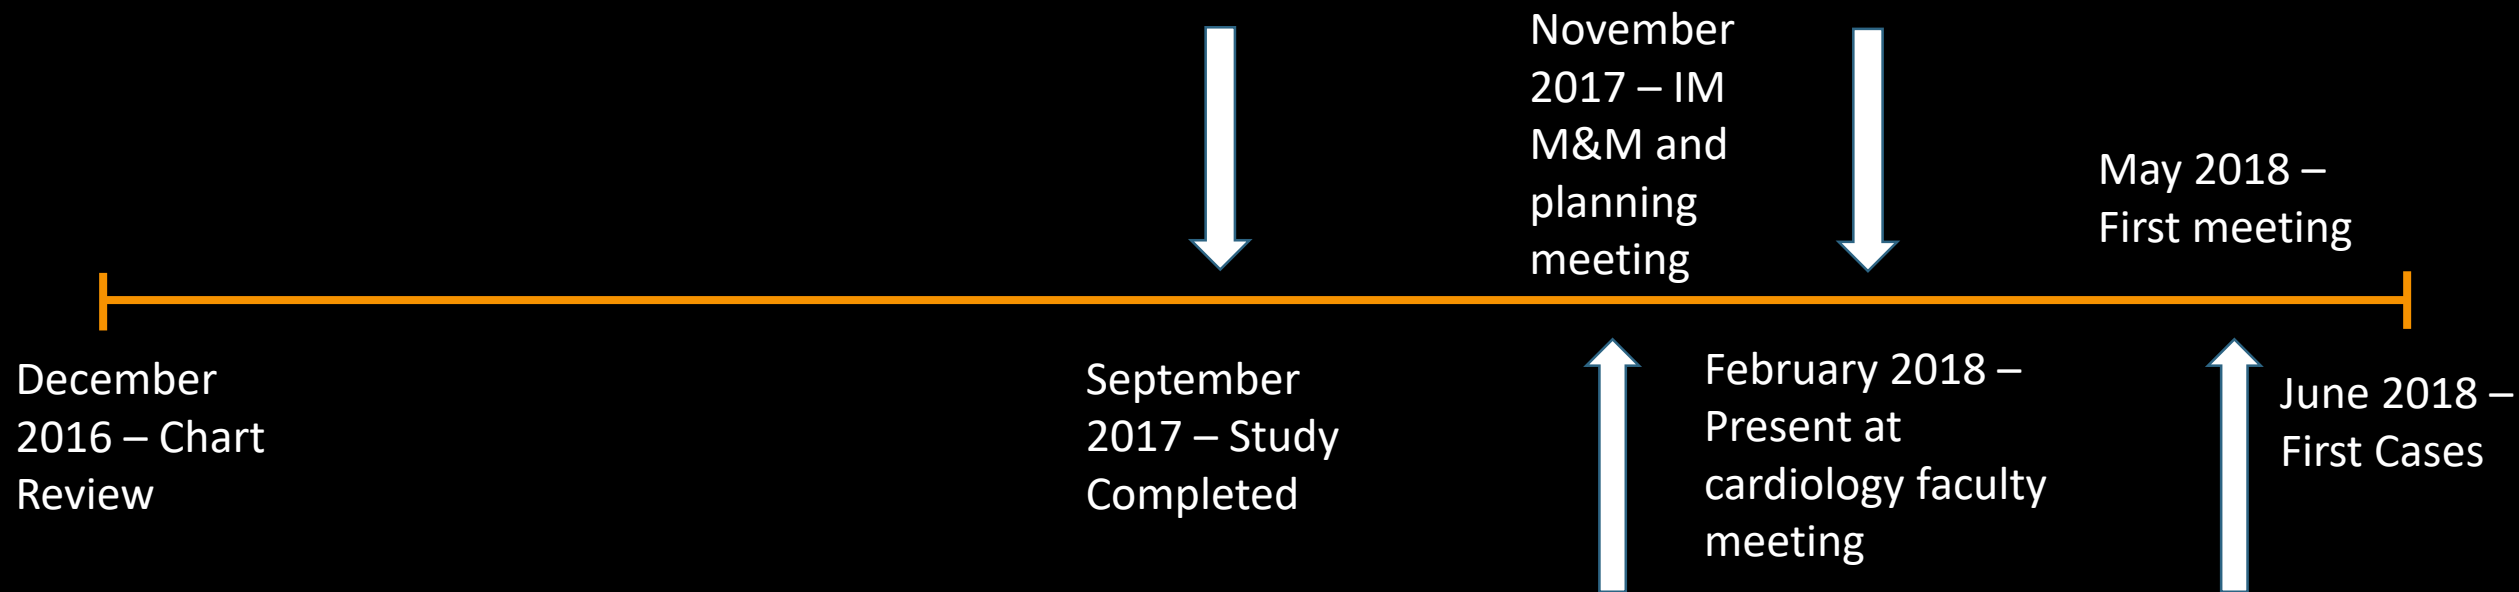 December
2016 – Chart
Review
September
2017 – Study
Completed
November
2017 – IM
M&M and
planning
meeting
February 2018 –
Present at
cardiology faculty
meeting
May 2018 –
First meeting
June 2018 –
First Cases